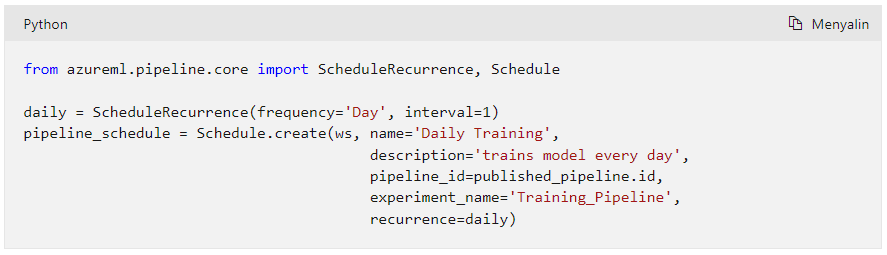 Python
Menyalin
from azureml.pipeline.core import ScheduleRecurrence, Schedule
daily = ScheduleRecurrence(frequency='Day', interval=1)
pipeline_schedule = Schedule.create(ws, name='Daily Training',
description='trains model every day',
pipeline_id=published_pipeline.id,
experiment_name='Training_Pipeline',
recurrence=daily)